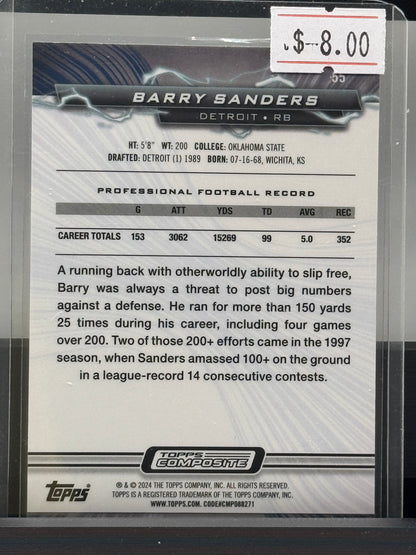 $-8.00
55
BARRY SANDERS
DETROIT • RB
HT: 5'8" WT: 200 COLLEGE: OKLAHOMA STATE
DRAFTED: DETROIT (1) 1989 BORN: 07-16-68, WICHITA, KS
PROFESSIONAL FOOTBALL RECORD
G ATT YDS TD AVG REC
CAREER TOTALS 153 3062 15269 99 5.0 352
A running back with otherworldly ability to slip free,
Barry was always a threat to post big numbers
against a defense. He ran for more than 150 yards
25 times during his career, including four games
over 200. Two of those 200+ efforts came in the 1997
season, when Sanders amassed 100+ on the ground
in a league-record 14 consecutive contests.
TOPPS
COMPOSITE
topps
® & © 2024 THE TOPPS COMPANY, INC. ALL RIGHTS RESERVED.
TOPPS IS A REGISTERED TRADEMARK OF THE TOPPS COMPANY, INC.
WWW.TOPPS.COM. CODE#CMP088271